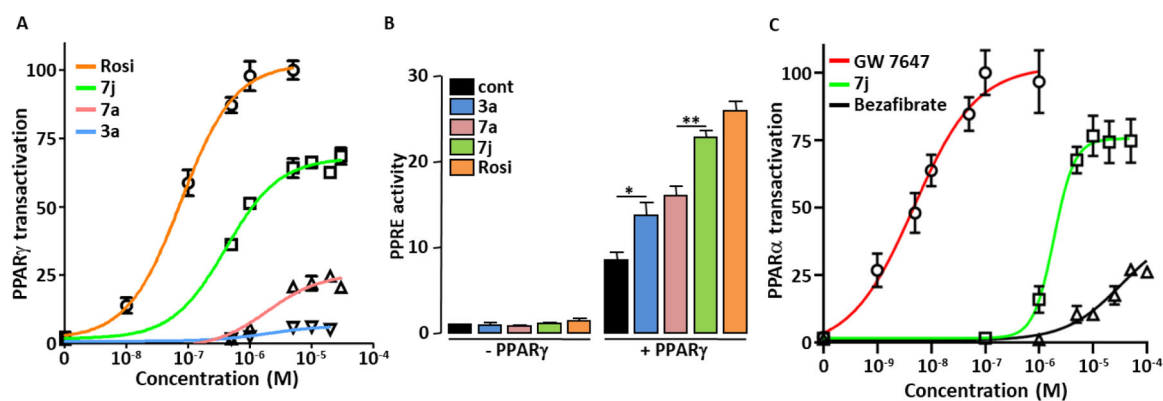 A
PPARγ transactivation
100
75
50
25
0
Rosi
7j
7a
3a
0
10-8
10-7
10-6
10-5
10-4
Concentration (M)
B
PPRE activity
30
20
10
0
cont
3a
7a
7j
Rosi
*
**
- PPARγ
+ PPARγ
C
PPARα transactivation
100
75
50
25
0
GW 7647
7j
Bezafibrate
0
10-9
10-8
10-7
10-6
10-5
10-4
Concentration (M)